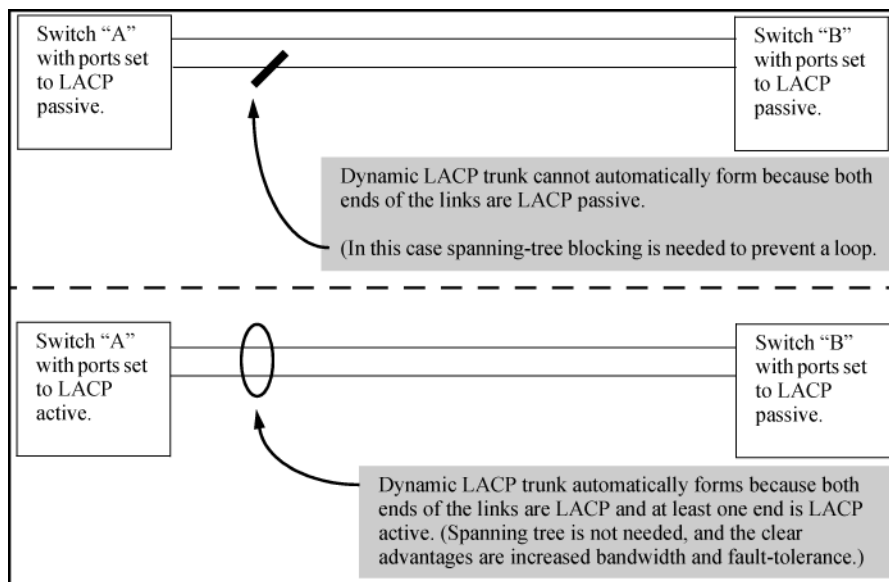 Switch “A”
with ports set
to LACP
passive.
Switch “B”
with ports set
to LACP
passive.
Dynamic LACP trunk cannot automatically form because both
ends of the links are LACP passive.
(In this case spanning-tree blocking is needed to prevent a loop.
Switch “A”
with ports set
to LACP
active.
Switch “B”
with ports set
to LACP
passive.
Dynamic LACP trunk automatically forms because both
ends of the links are LACP and at least one end is LACP
active. (Spanning tree is not needed, and the clear
advantages are increased bandwidth and fault-tolerance.)